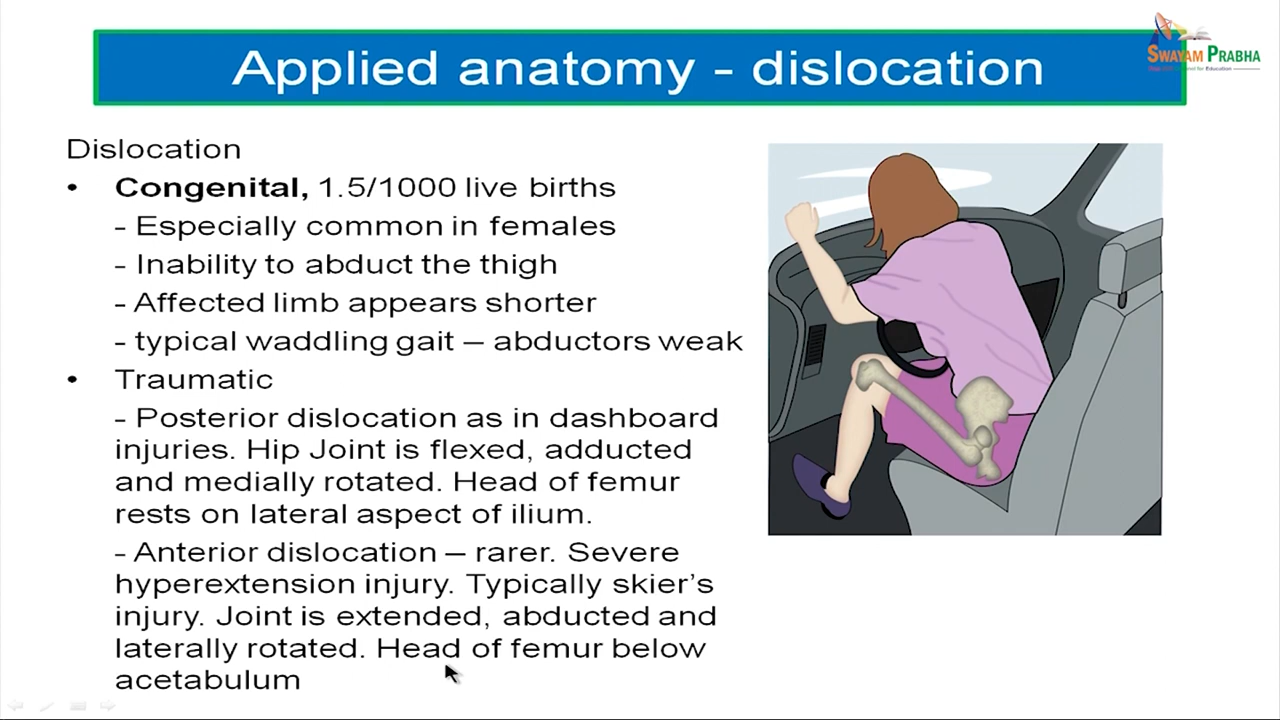 Applied anatomy - dislocation
SWAYAM PRABHA
Dislocation
• Congenital, 1.5/1000 live births
- Especially common in females
- Inability to abduct the thigh
- Affected limb appears shorter
- typical waddling gait – abductors weak
• Traumatic
- Posterior dislocation as in dashboard
injuries. Hip Joint is flexed, adducted
and medially rotated. Head of femur
rests on lateral aspect of ilium.
- Anterior dislocation – rarer. Severe
hyperextension injury. Typically skier's
injury. Joint is extended, abducted and
laterally rotated. Head of femur below
acetabulum